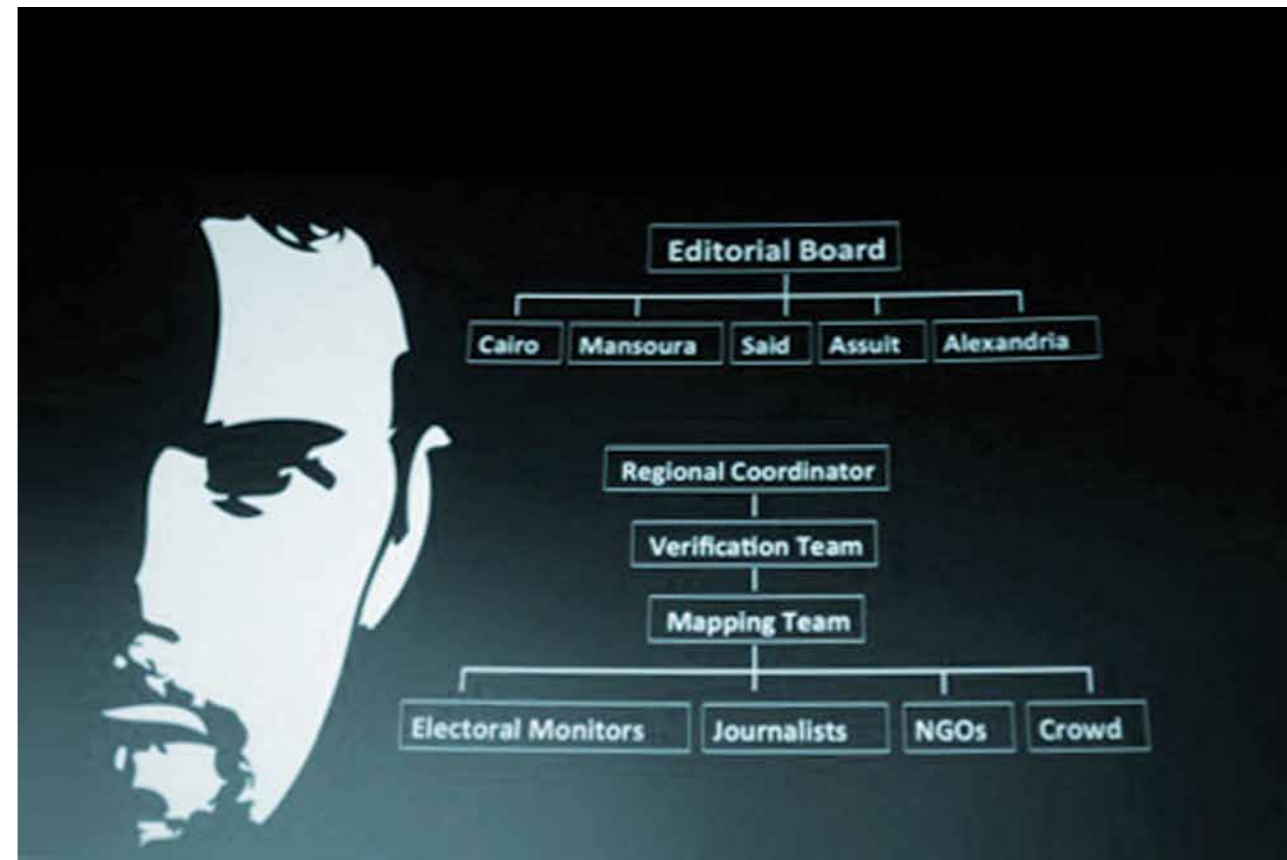 Editorial Board
Cairo Mansoura Said Assuit Alexandria
Regional Coordinator
Verification Team
Mapping Team
Electoral Monitors Journalists NGOs Crowd